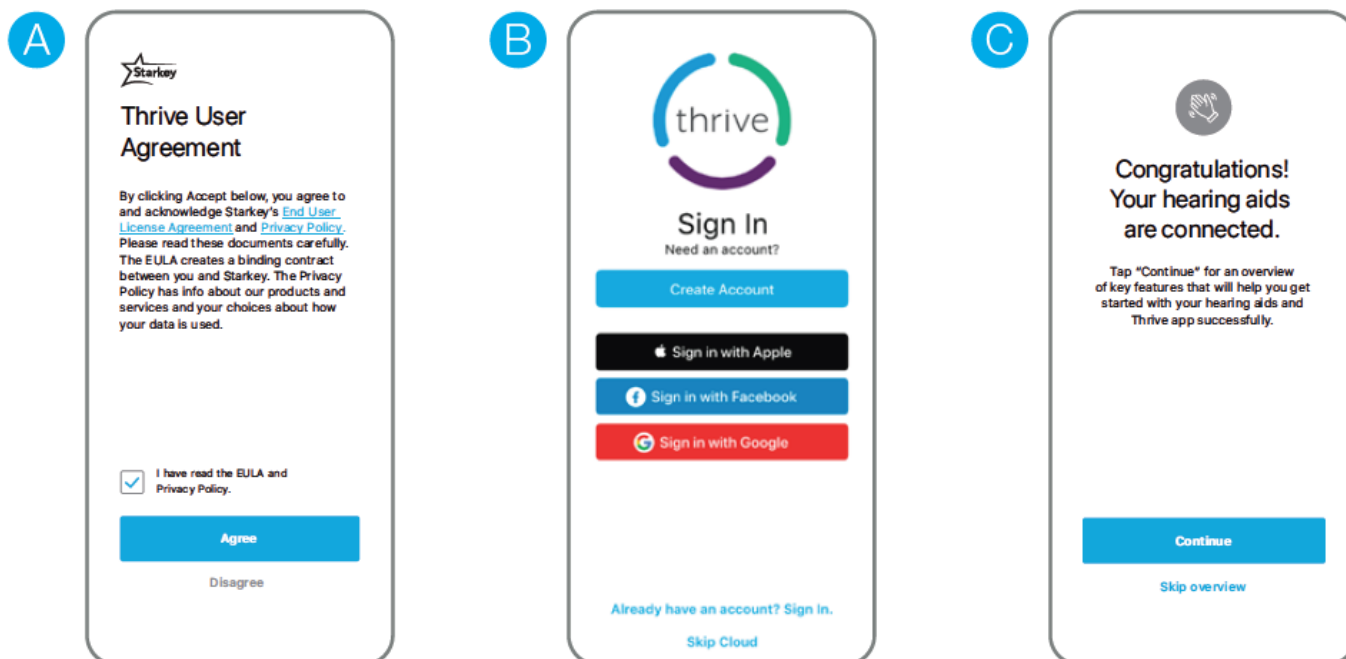 A
Starkey
Thrive User
Agreement
By clicking Accept below, you agree to
and acknowledge Starkey's End User
License Agreement and Privacy Policy.
Please read these documents carefully.
The EULA creates a binding contract
between you and Starkey. The Privacy
Policy has info about our products and
services and your choices about how
your data is used.
I have read the EULA and
Privacy Policy.
Agree
Disagree
B
thrive
Sign In
Need an account?
Create Account
Sign in with Apple
Sign in with Facebook
Sign in with Google
Already have an account? Sign In.
Skip Cloud
C
Congratulations!
Your hearing aids
are connected.
Tap “Continue” for an overview
of key features that will help you get
started with your hearing aids and
Thrive app successfully.
Continue
Skip overview